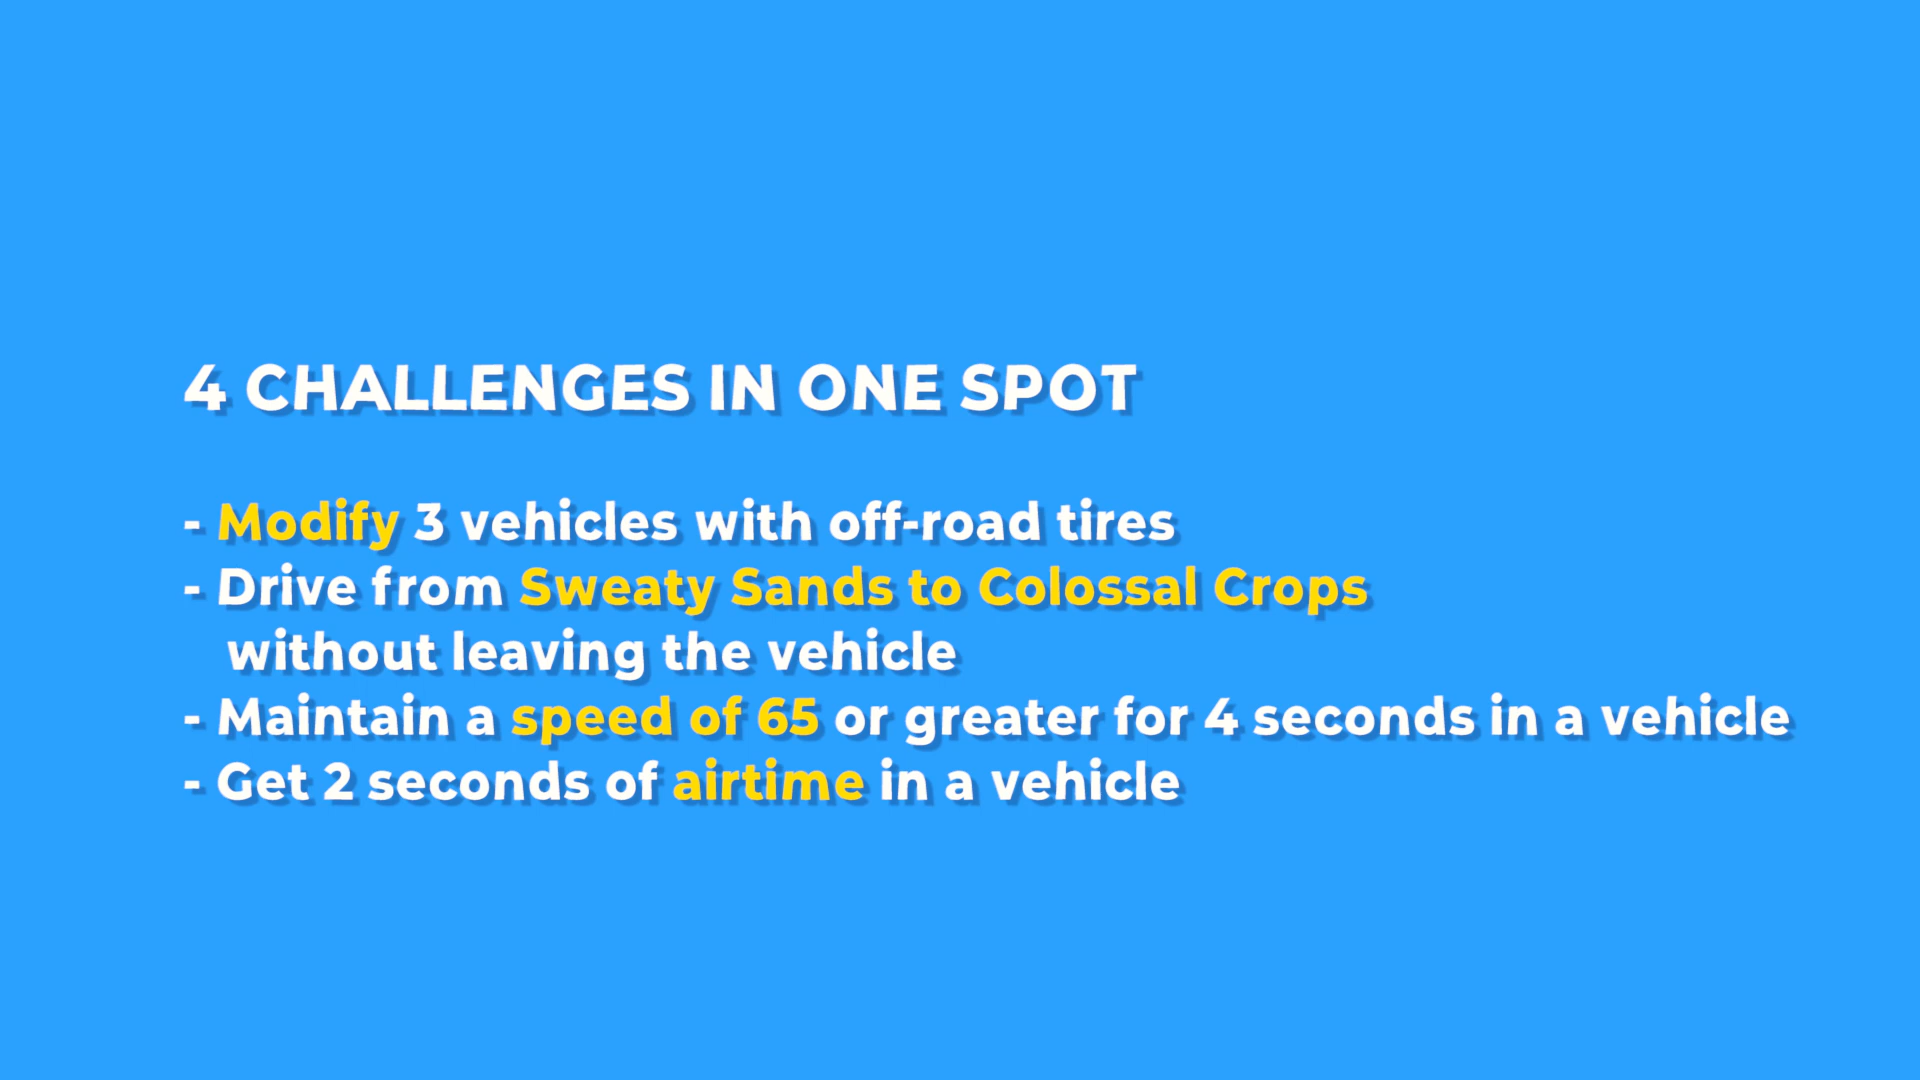 4 CHALLENGES IN ONE SPOT
- Modify 3 vehicles with off-road tires
- Drive from Sweaty Sands to Colossal Crops
without leaving the vehicle
- Maintain a speed of 65 or greater for 4 seconds in a vehicle
- Get 2 seconds of airtime in a vehicle